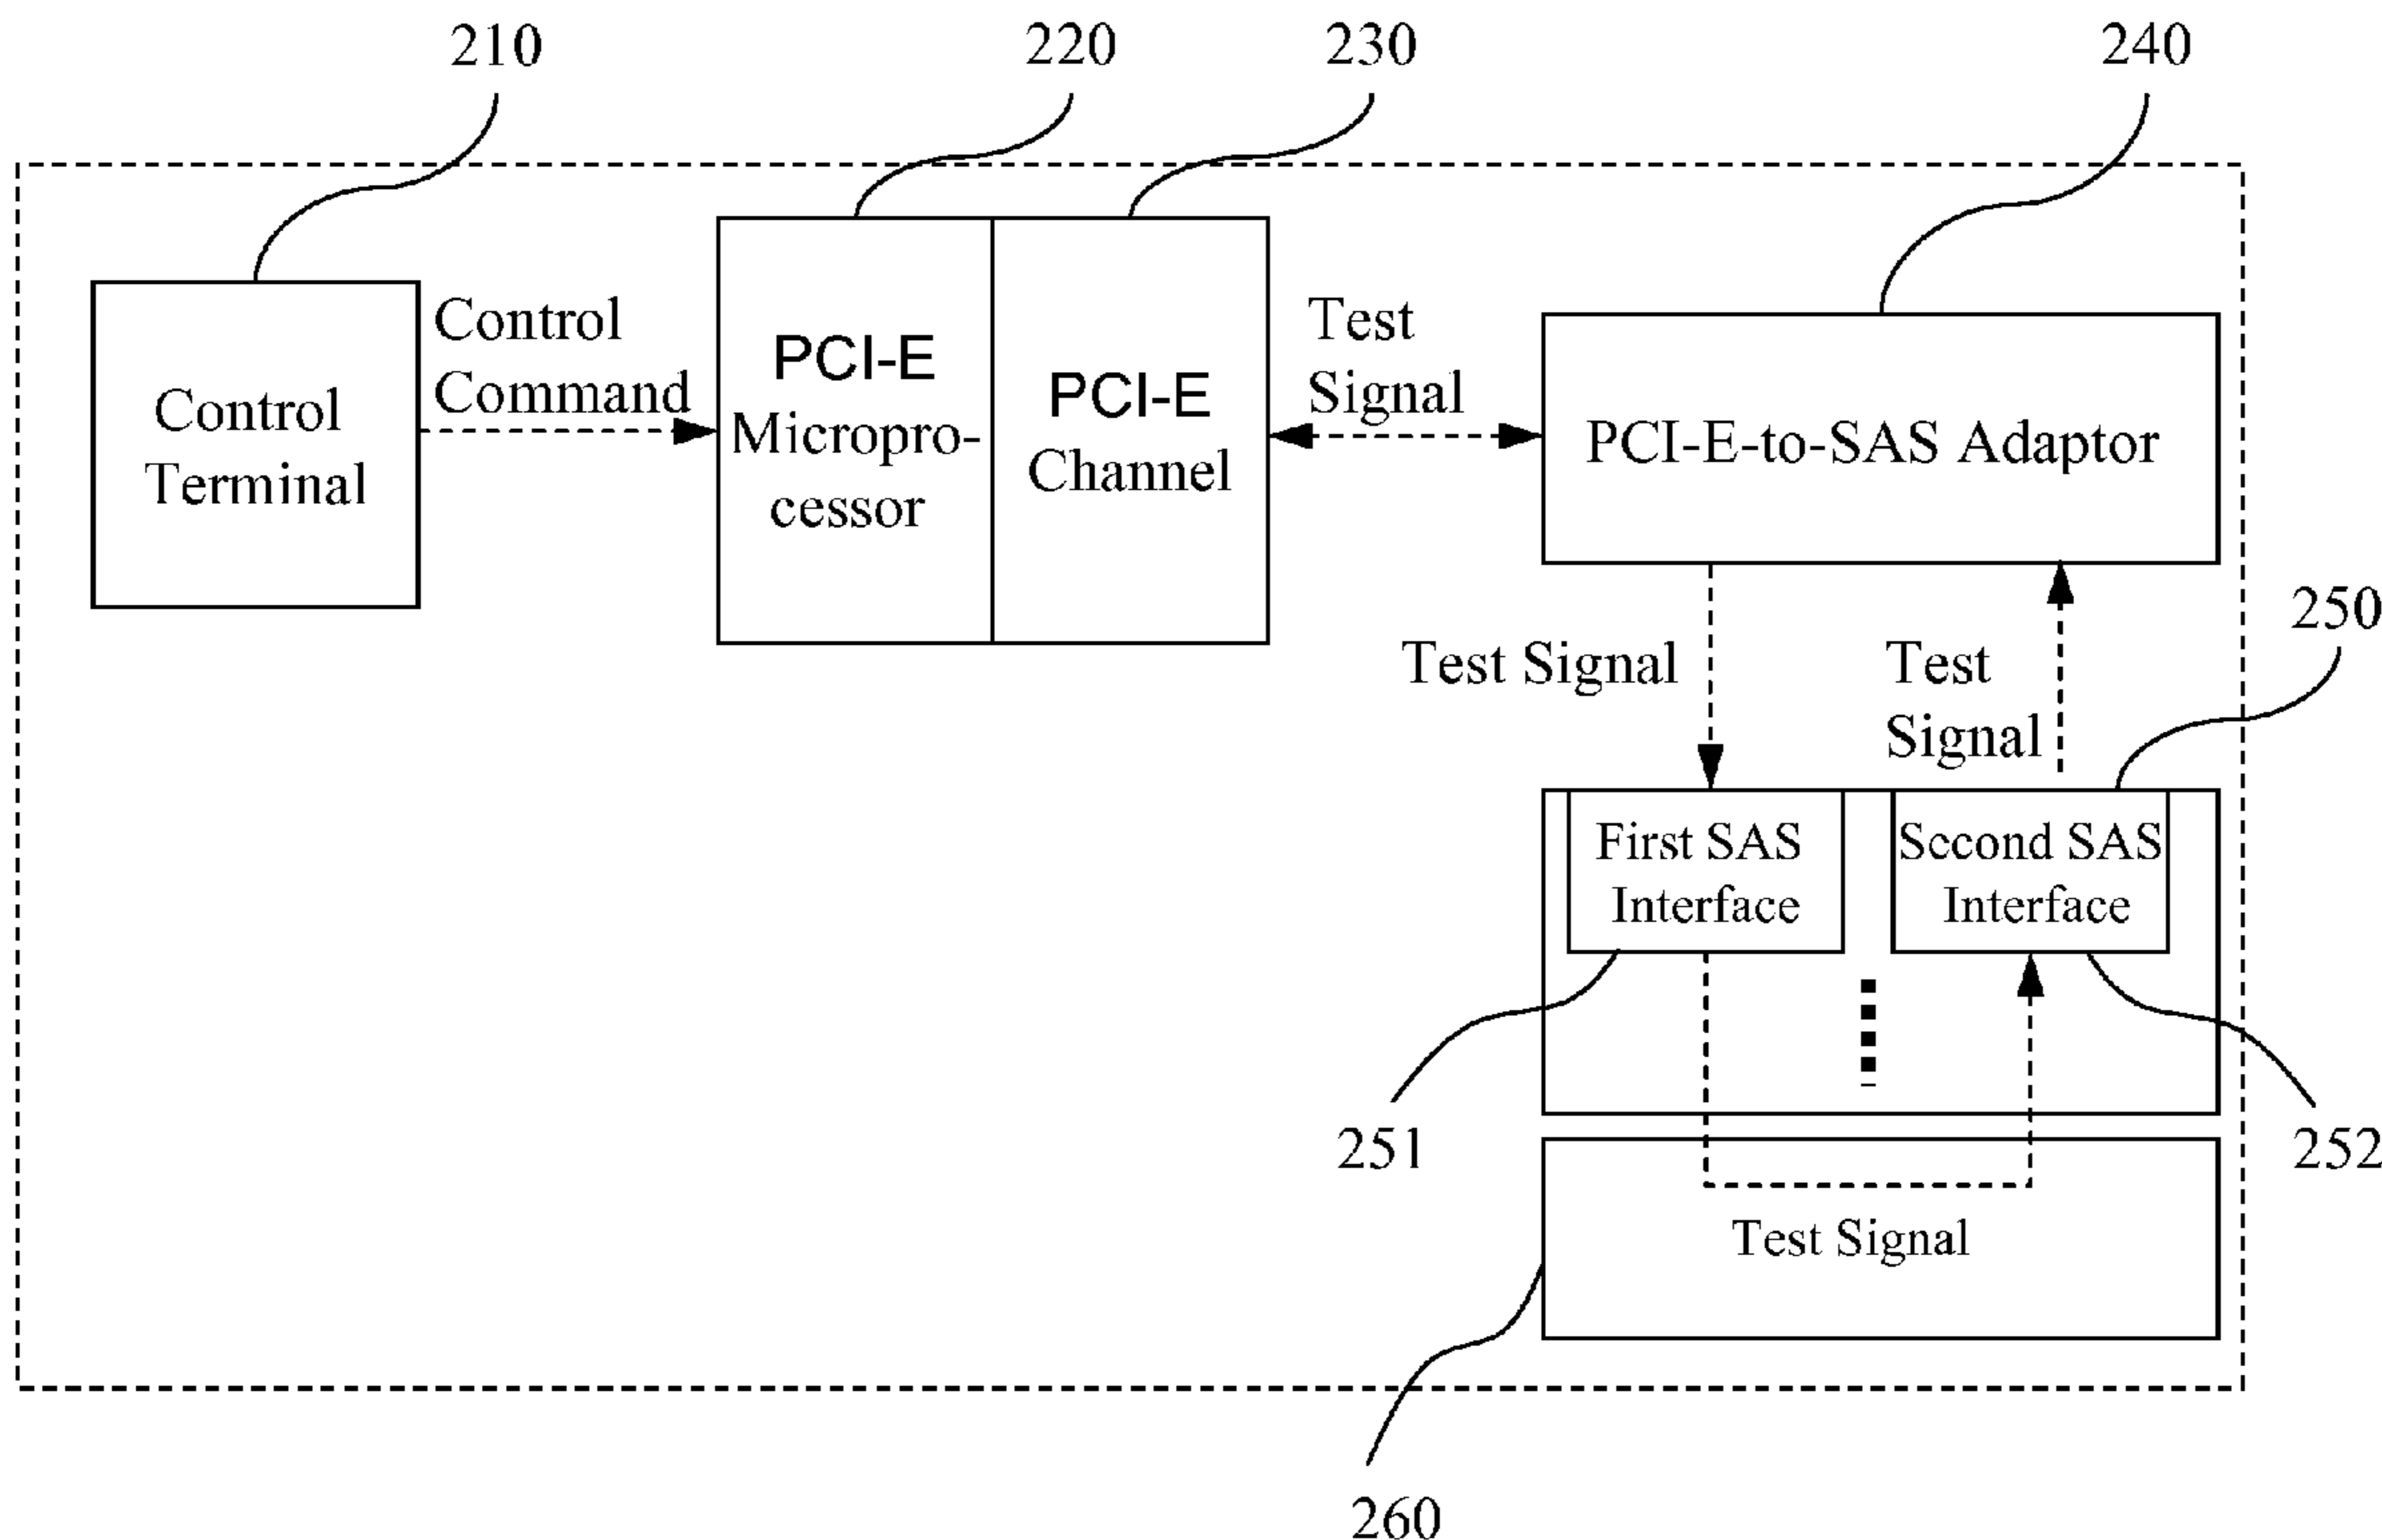 210
220
230
240
Control
Terminal
Control
Command
PCI-E
Micropro-
cessor
PCI-E
Channel
Test
Signal
PCI-E-to-SAS Adaptor
250
Test Signal
Test
Signal
First SAS
Interface
Second SAS
Interface
251
252
Test Signal
260